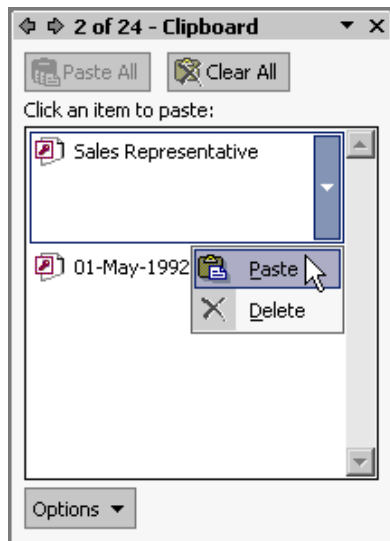 2 of 24 - Clipboard
Paste All Clear All
Click an item to paste:
Sales Representative
01-May-1992
Paste
Delete
Options